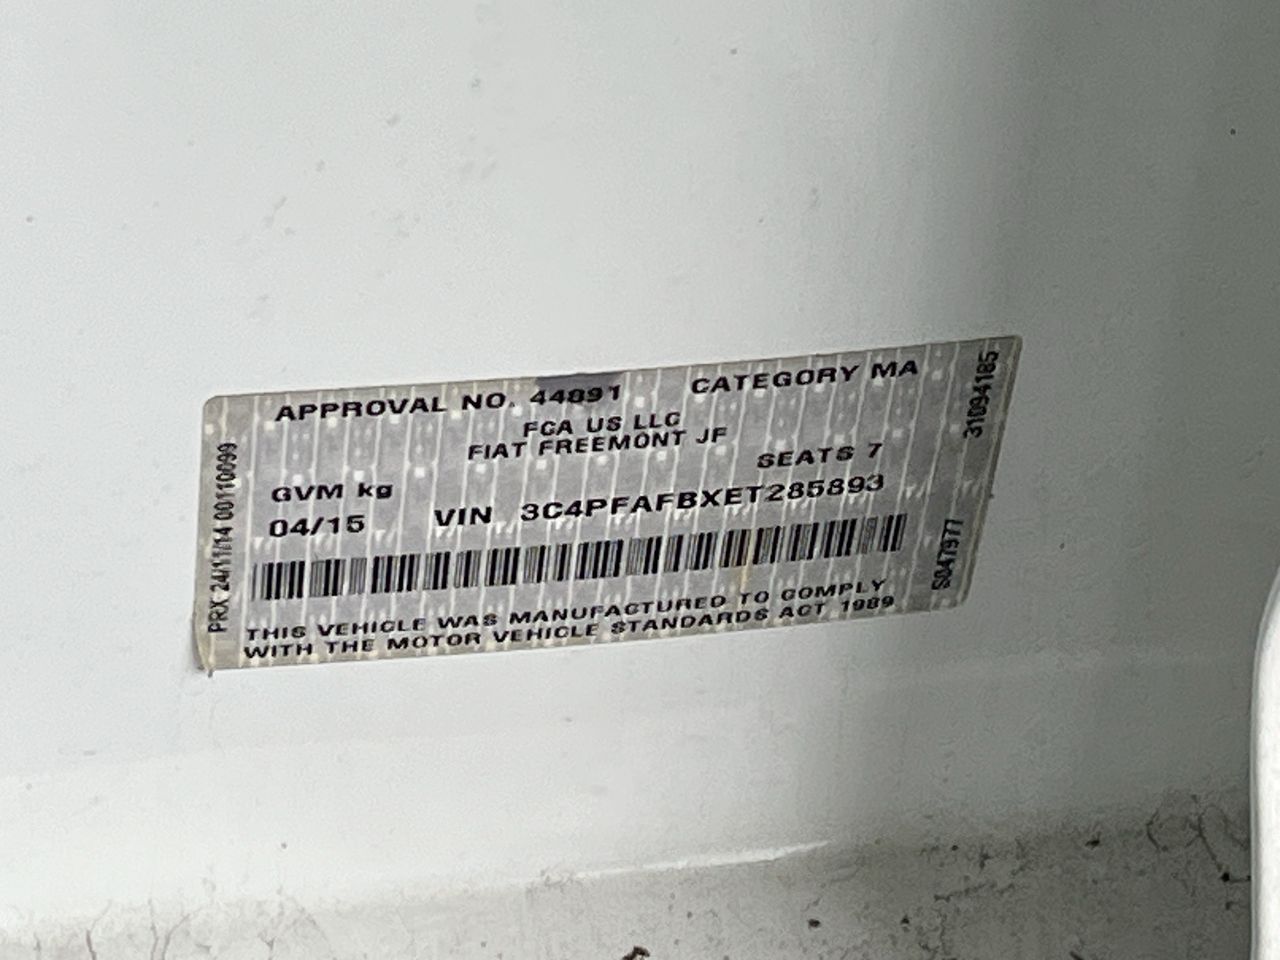 APPROVAL NO. 44891 CATEGORY MA
FCA US LLC
FIAT FREEMONT JF
SEATS 7
GVM kg
04/15 VIN 3C4PFAFBXET285893
THIS VEHICLE WAS MANUFACTURED TO COMPLY
WITH THE MOTOR VEHICLE STANDARDS ACT 1989
PRX 24/11/14 00110099
31094185
S047977